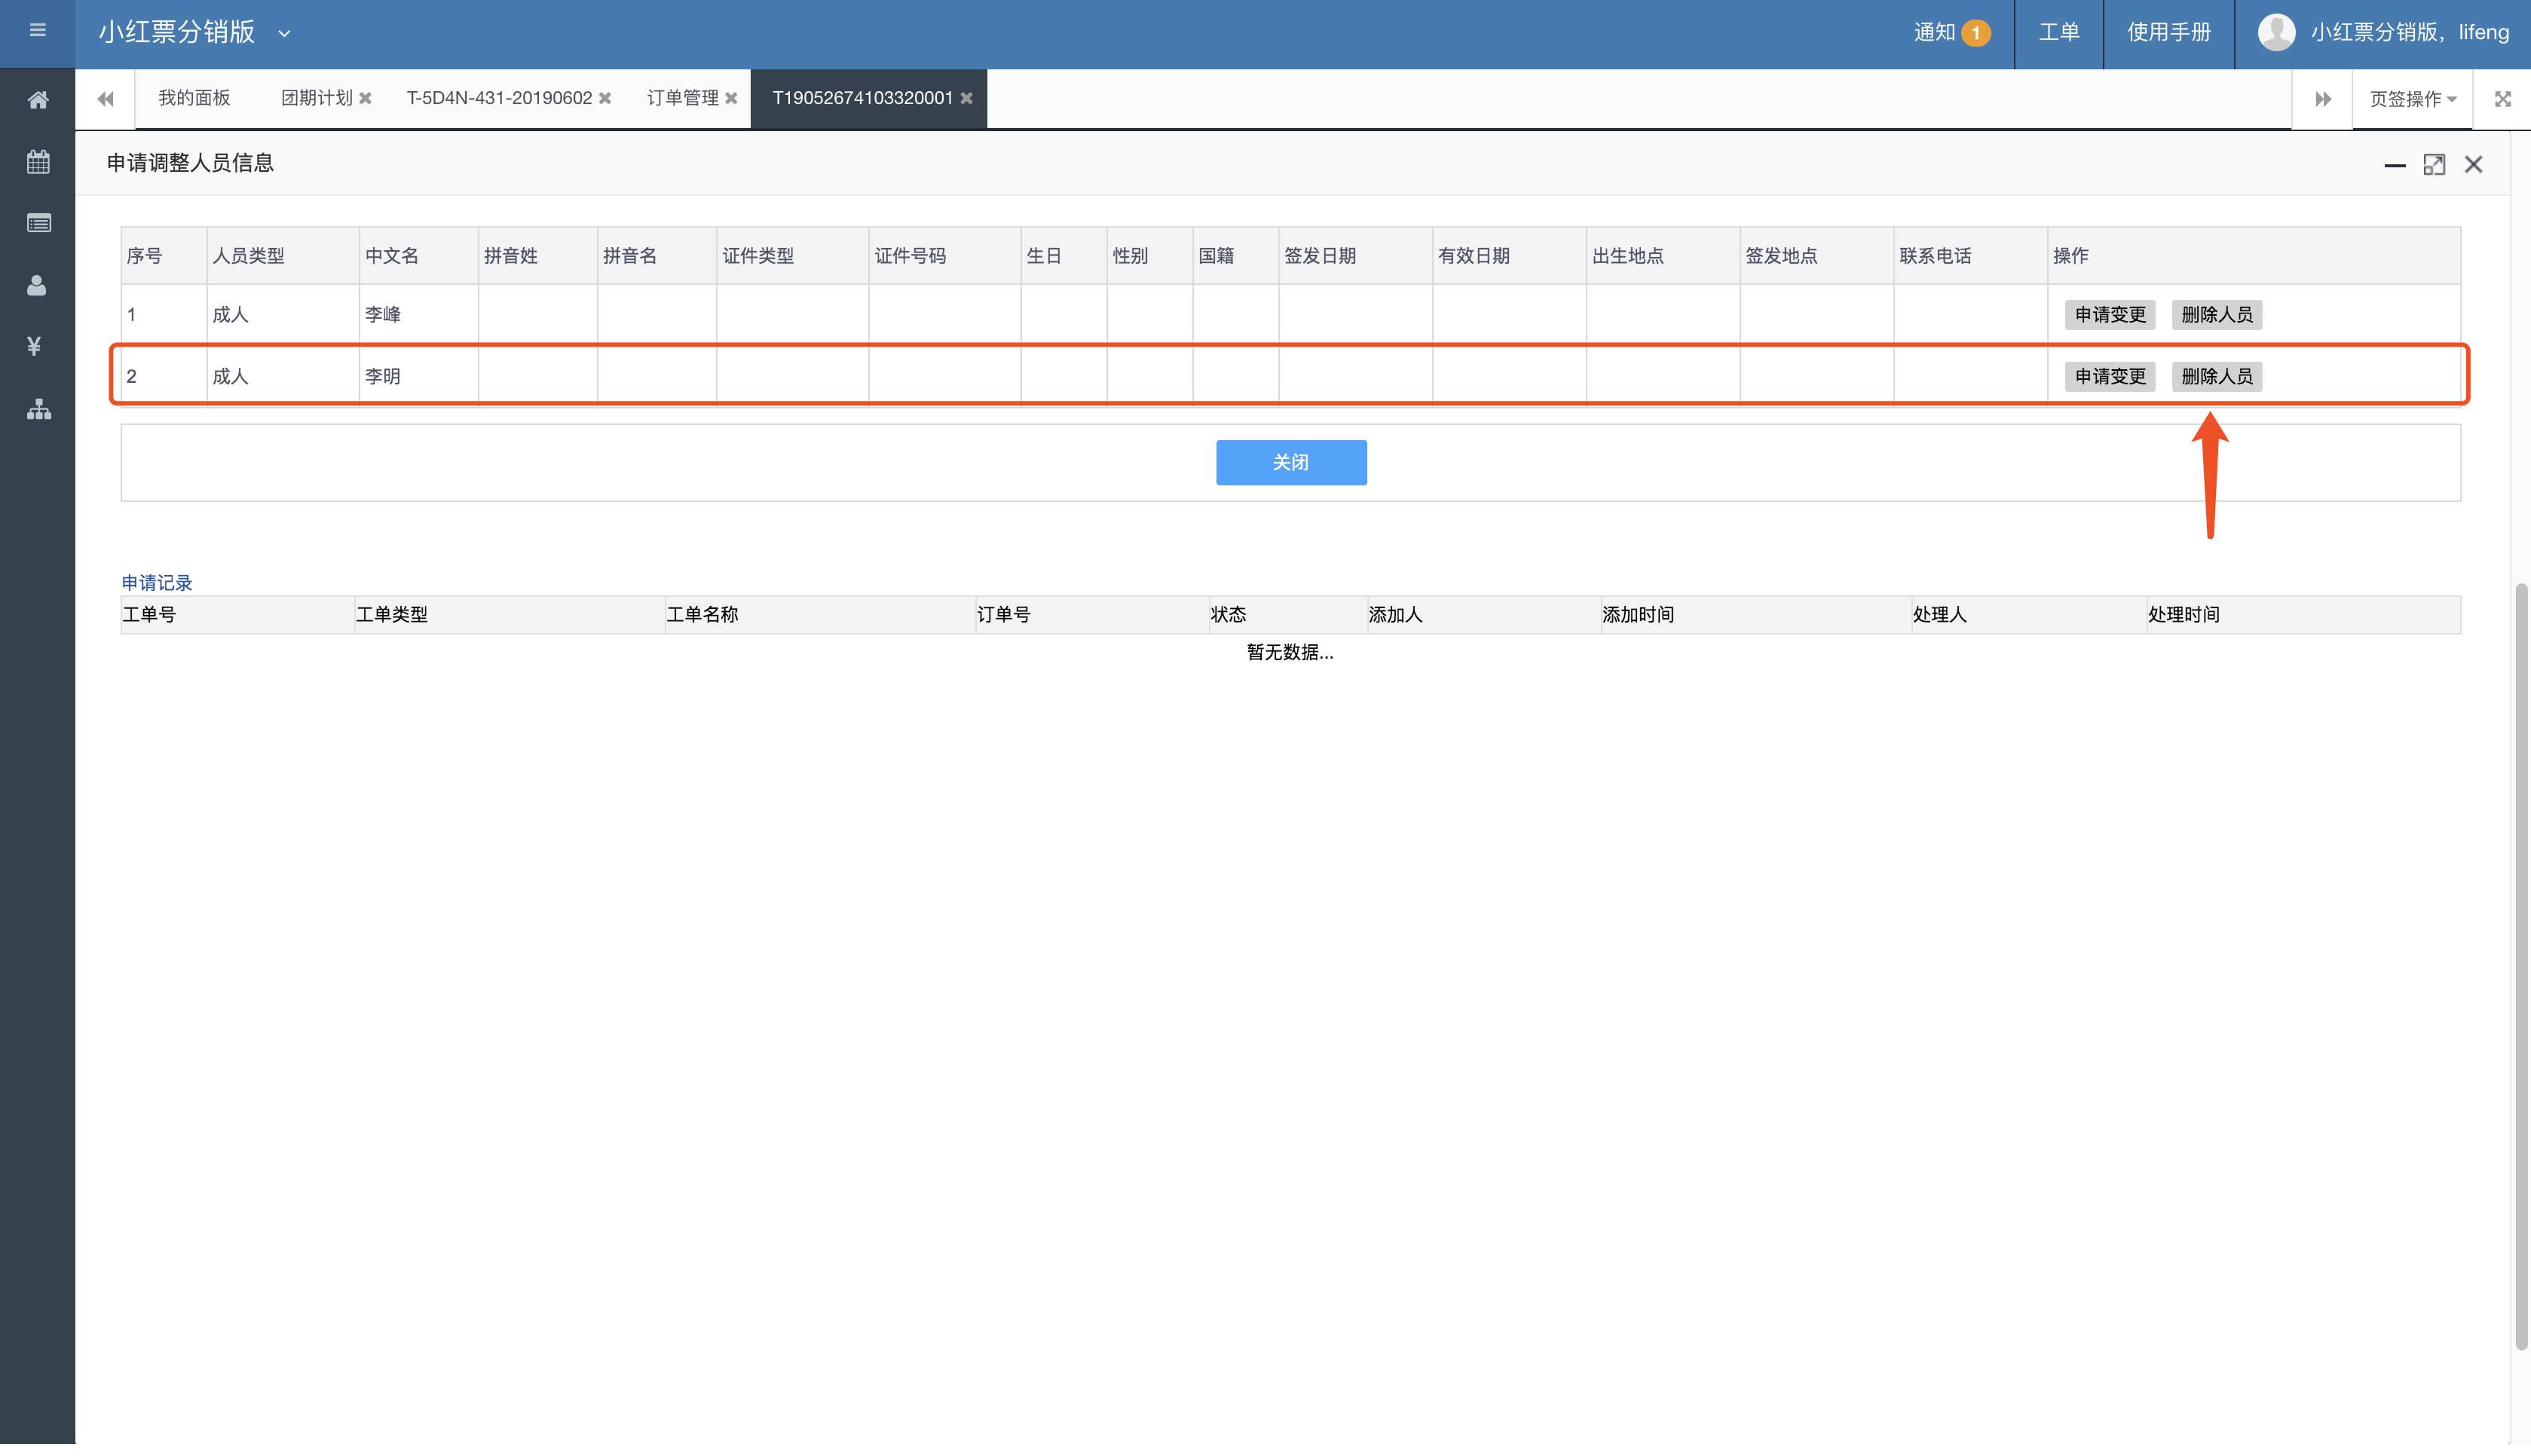 小红票分销版 通知 1 工单 使用手册 小红票分销版，lifeng
我的面板 团期计划 T-5D4N-431-20190602 订单管理 T19052674103320001 页签操作
申请调整人员信息
序号 人员类型 中文名 拼音姓 拼音名 证件类型 证件号码 生日 性别 国籍 签发日期 有效日期 出生地点 签发地点 联系电话 操作
1 成人 李峰 申请变更 删除人员
2 成人 李明 申请变更 删除人员
关闭
申请记录
工单号 工单类型 工单名称 订单号 状态 添加人 添加时间 处理人 处理时间
暂无数据...